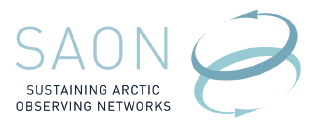 SAON
SUSTAINING ARCTIC
OBSERVING NETWORKS